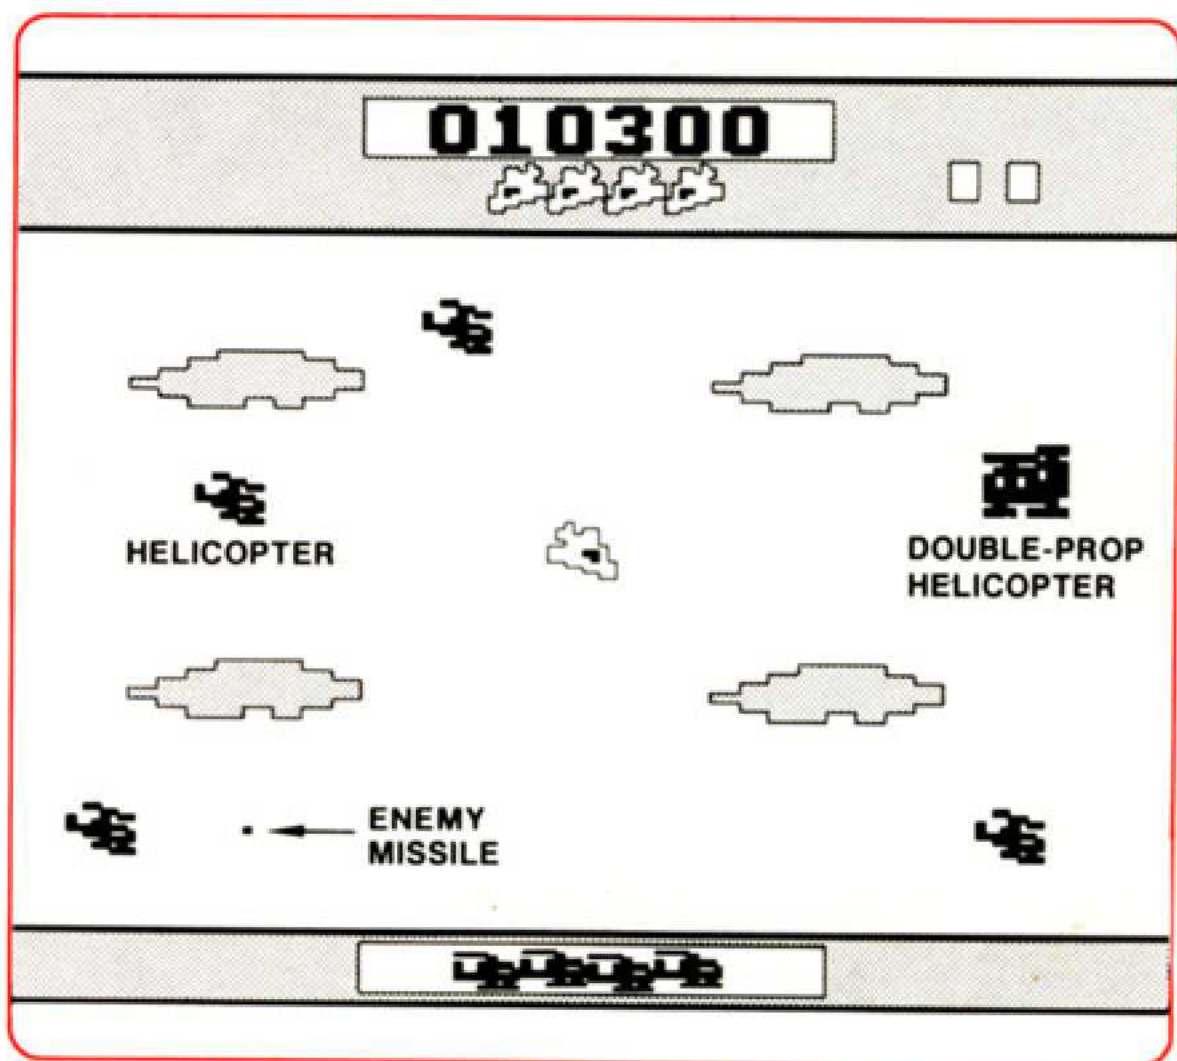 010300
HELICOPTER
DOUBLE-PROP
HELICOPTER
ENEMY
MISSILE